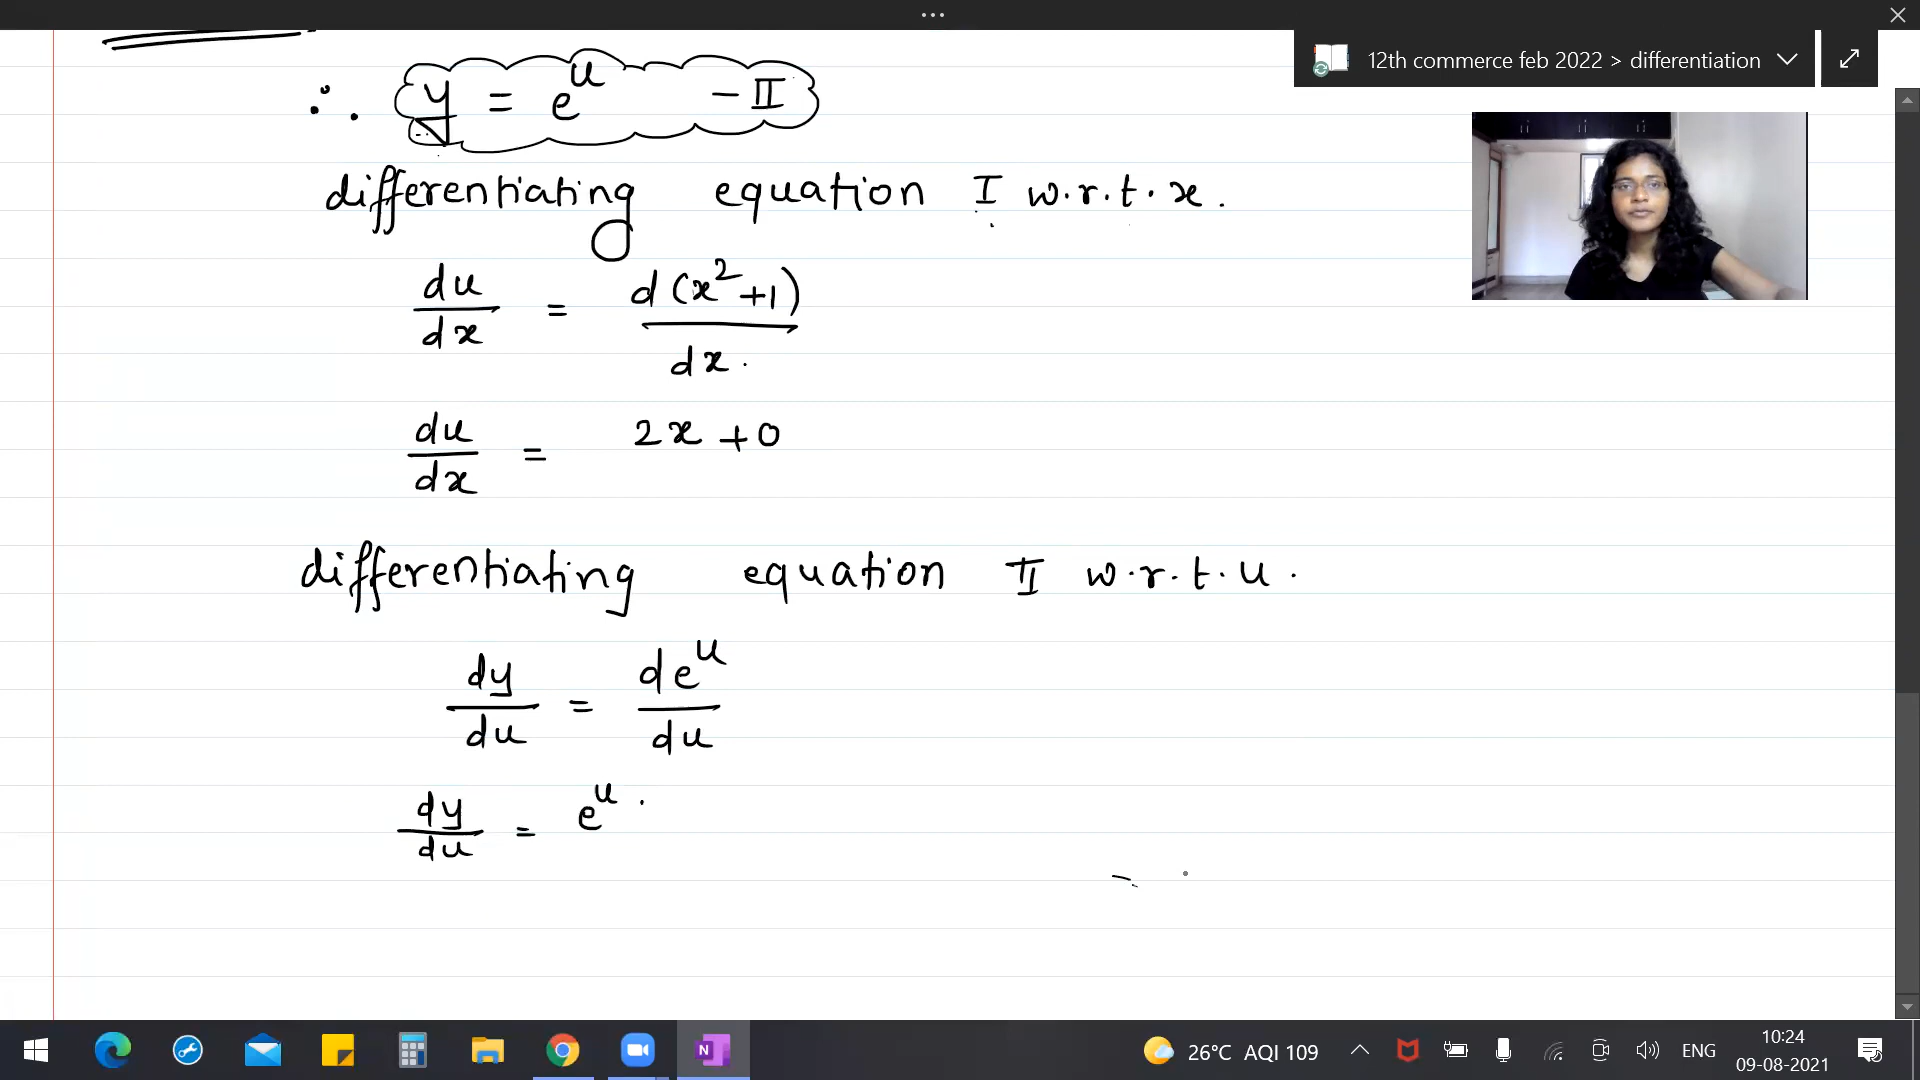 12th commerce feb 2022 > differentiation
∴ y = e^u - II
differentiating equation I w.r.t. x.
du/dx = d(x²+1)/dx.
du/dx = 2x + 0
differentiating equation II w.r.t. u.
dy/du = de^u/du
dy/du = e^u.
=
N
26°C AQI 109
ENG
10:24
09-08-2021